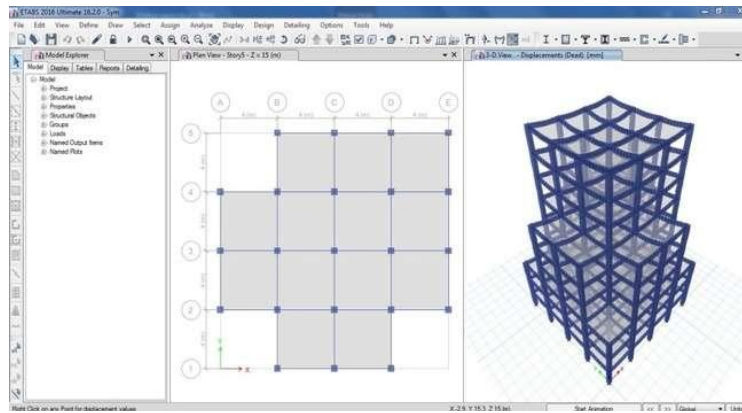 ETABS 2016 Ultimate 16.2.0 - Sym
File Edit View Define Draw Select Assign Analyze Display Design Detailing Options Tools Help
Model Explorer
Model Display Tables Reports Detailing
Model
Project
Structure Layout
Properties
Structural Objects
Groups
Loads
Named Output Items
Named Plots
Plan View - Story5 - Z = 15 (m)
A B C D E
5
4
3
2
1
X
3-D View - Displacements (Dead) [mm]
Right Click on any Point for displacement values
Start Animation << >> Global